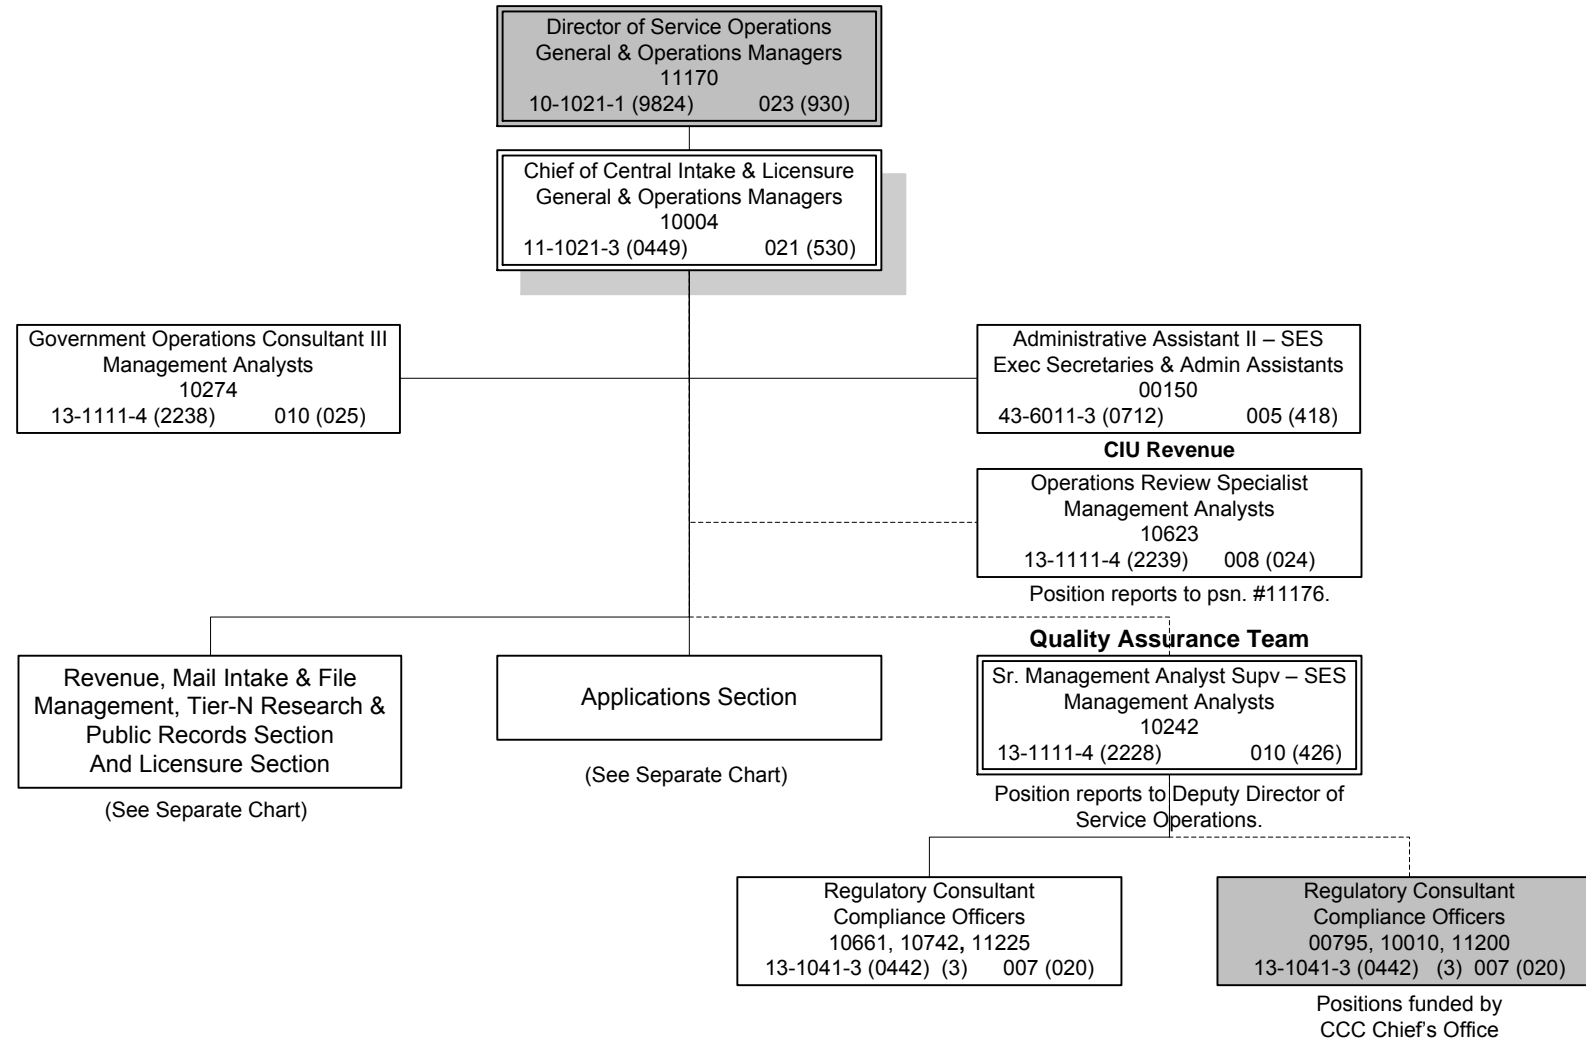 Director of Service Operations
General & Operations Managers
11170
10-1021-1 (9824) 023 (930)
Chief of Central Intake & Licensure
General & Operations Managers
10004
11-1021-3 (0449) 021 (530)
Government Operations Consultant III
Management Analysts
10274
13-1111-4 (2238) 010 (025)
Administrative Assistant II – SES
Exec Secretaries & Admin Assistants
00150
43-6011-3 (0712) 005 (418)
CIU Revenue
Operations Review Specialist
Management Analysts
10623
13-1111-4 (2239) 008 (024)
Position reports to psn. #11176.
Revenue, Mail Intake & File
Management, Tier-N Research &
Public Records Section
And Licensure Section
(See Separate Chart)
Applications Section
(See Separate Chart)
Quality Assurance Team
Sr. Management Analyst Supv – SES
Management Analysts
10242
13-1111-4 (2228) 010 (426)
Position reports to Deputy Director of
Service Operations.
Regulatory Consultant
Compliance Officers
10661, 10742, 11225
13-1041-3 (0442) (3) 007 (020)
Regulatory Consultant
Compliance Officers
00795, 10010, 11200
13-1041-3 (0442) (3) 007 (020)
Positions funded by
CCC Chief's Office